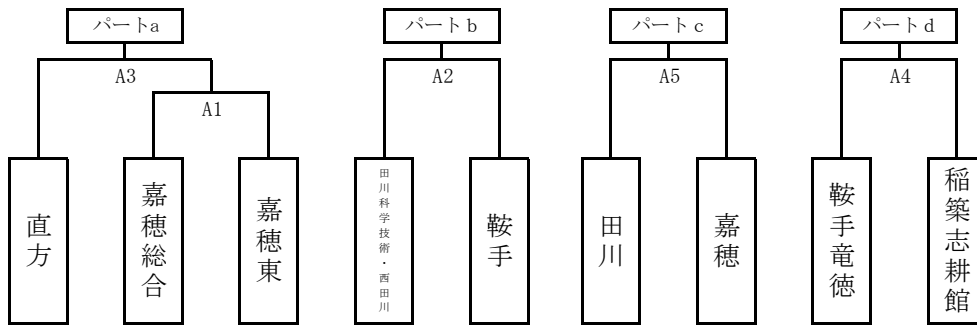 パートa
パートb
パートc
パートd
A3
A2
A5
A4
A1
直方
嘉穂総合
嘉穂東
田川科学技術・西田川
鞍手
田川
嘉穂
鞍手竜徳
稲築志耕館